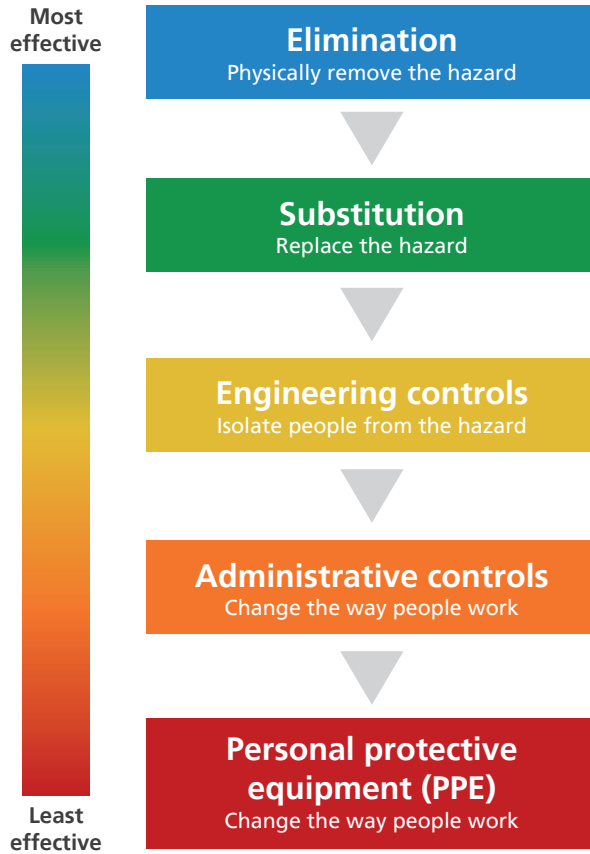 Most
effective
Elimination
Physically remove the hazard
Substitution
Replace the hazard
Engineering controls
Isolate people from the hazard
Administrative controls
Change the way people work
Personal protective
equipment (PPE)
Change the way people work
Least
effective